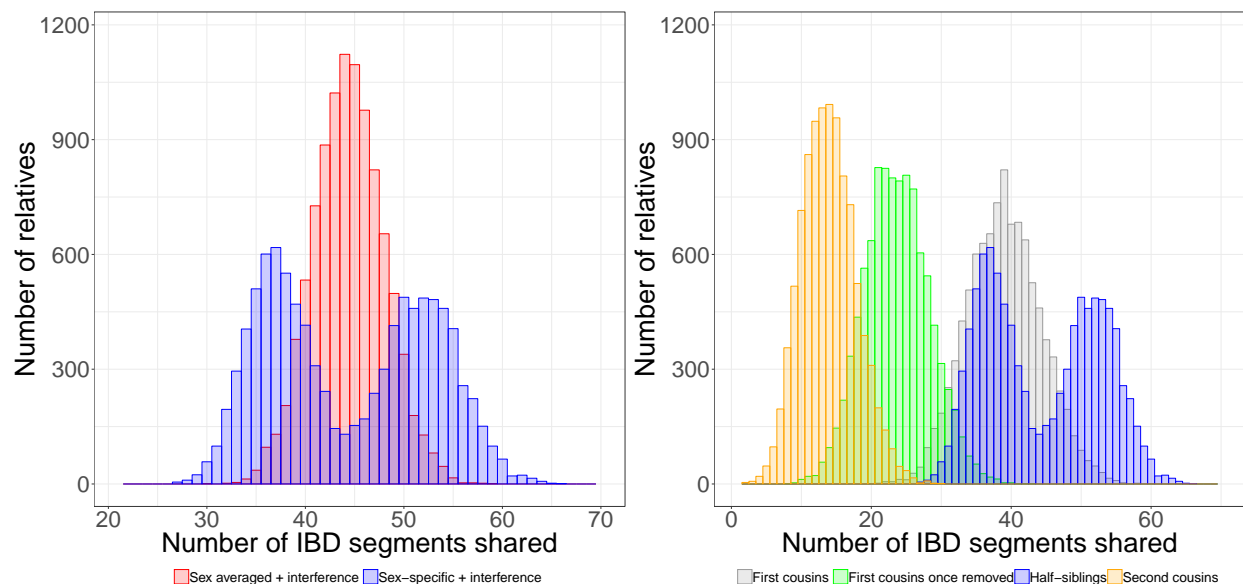 1200
900
600
300
0
Number of relatives
20 30 40 50 60 70
Number of IBD segments shared
Sex averaged + interference Sex−specific + interference
1200
900
600
300
0
Number of relatives
0 20 40 60
Number of IBD segments shared
First cousins First cousins once removed Half−siblings Second cousins